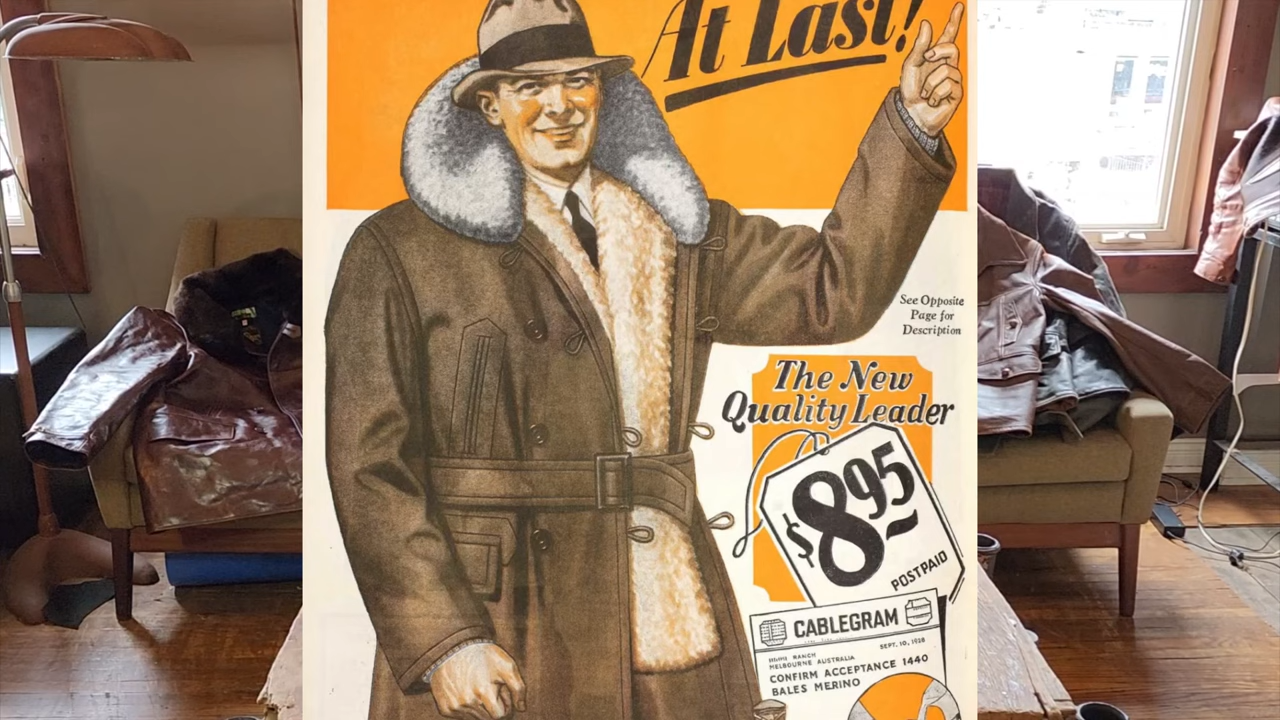 At Last!
See Opposite
Page for
Description
The New
Quality Leader
$8.95
POSTPAID
CABLEGRAM
SEPT. 10, 1928
RANCH
MELBOURNE AUSTRALIA
CONFIRM ACCEPTANCE 1440
BALES MERINO